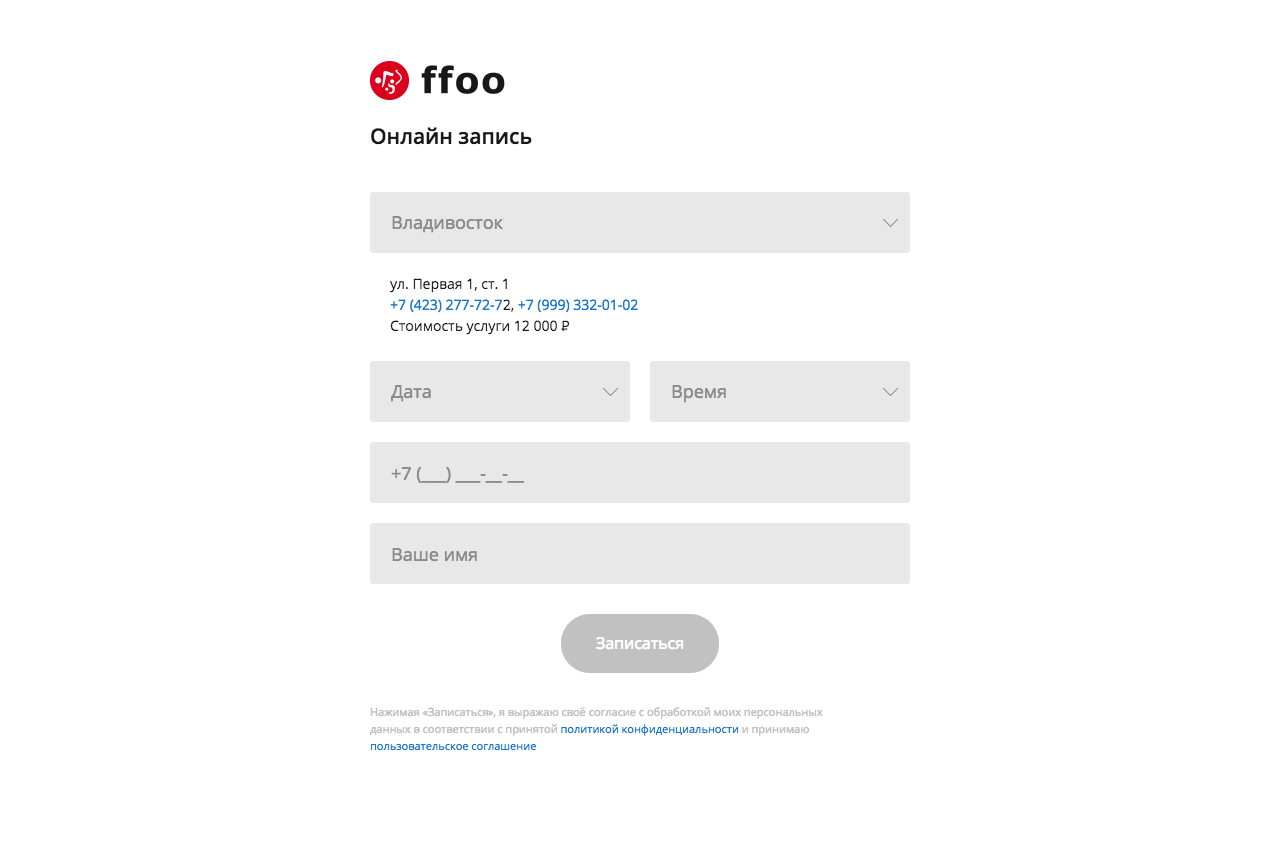 ffoo
Онлайн запись
Владивосток
ул. Первая 1, ст. 1
+7 (423) 277-72-72, +7 (999) 332-01-02
Стоимость услуги 12 000 ₽
Дата Время
+7 (___) ___-__-__
Ваше имя
Записаться
Нажимая «Записаться», я выражаю своё согласие с обработкой моих персональных
данных в соответствии с принятой политикой конфиденциальности и принимаю
пользовательское соглашение